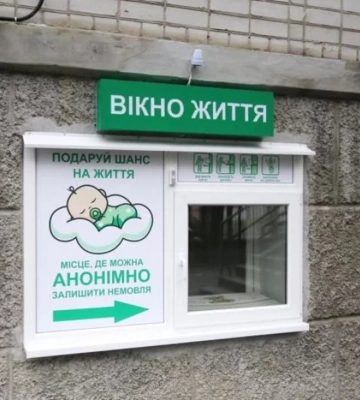 ВІКНО ЖИТТЯ
ПОДАРУЙ ШАНС
НА ЖИТТЯ
МІСЦЕ, ДЕ МОЖНА
АНОНІМНО
ЗАЛИШИТИ НЕМОВЛЯ